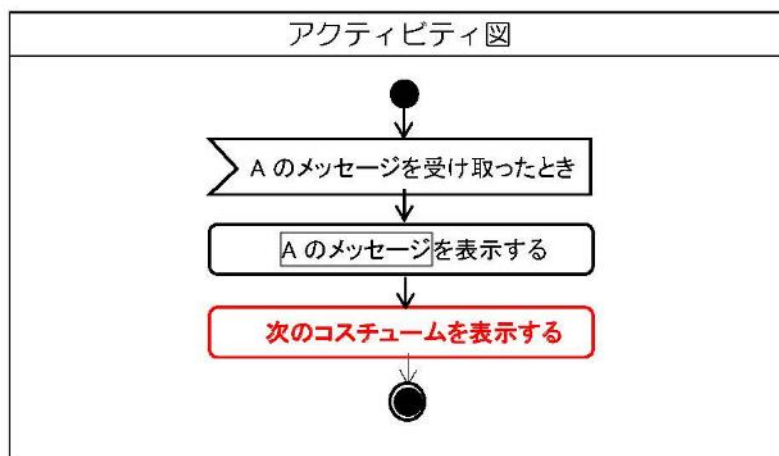 アクティビティ図
A のメッセージを受け取ったとき
A のメッセージを表示する
次のコスチュームを表示する